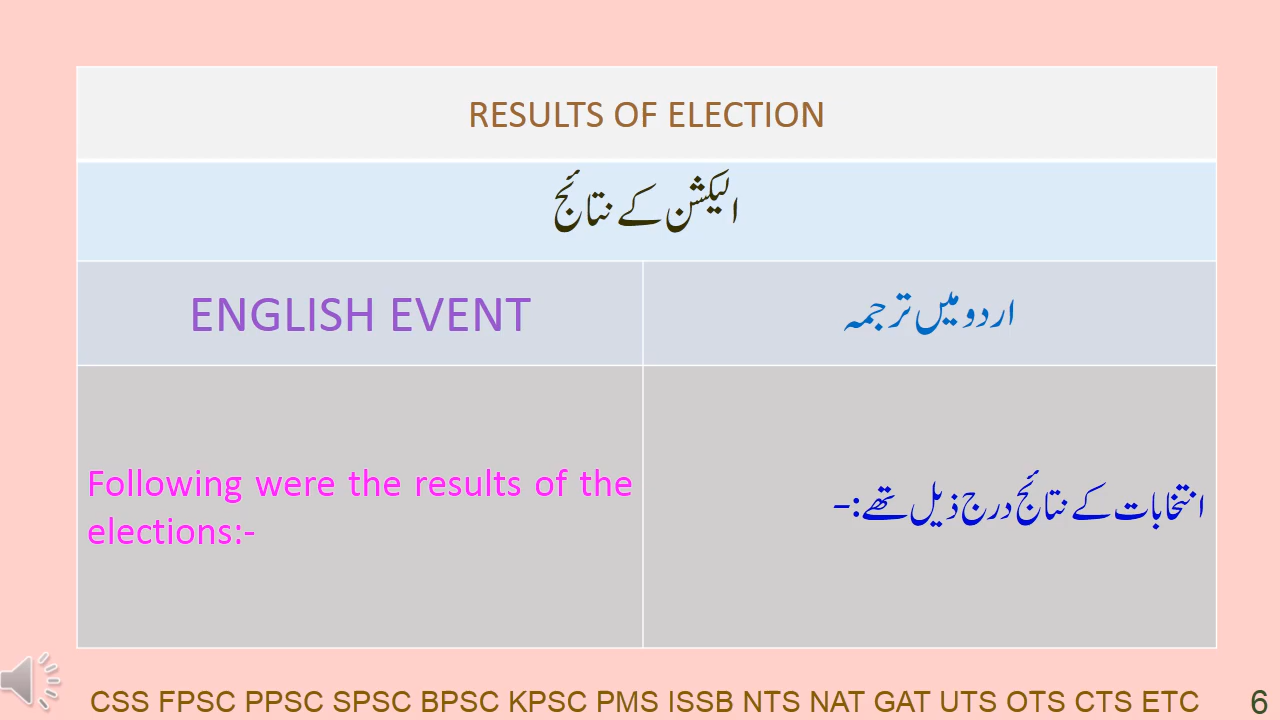 RESULTS OF ELECTION
الیکشن کے نتائج
ENGLISH EVENT
اردو میں ترجمہ
Following were the results of the
elections:-
انتخابات کے نتائج درج ذیل تھے:-
CSS FPSC PPSC SPSC BPSC KPSC PMS ISSB NTS NAT GAT UTS OTS CTS ETC
6